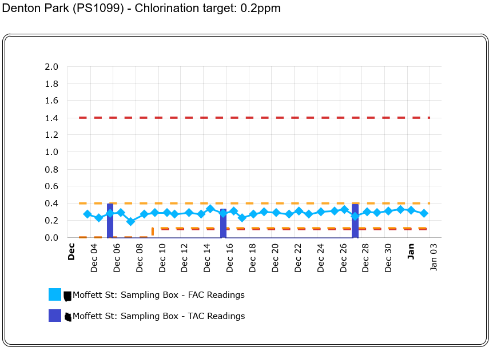 Denton Park (PS1099) - Chlorination target: 0.2ppm
2.0
1.8
1.6
1.4
1.2
1.0
0.8
0.6
0.4
0.2
0.0
Dec
Dec 04
Dec 06
Dec 08
Dec 10
Dec 12
Dec 14
Dec 16
Dec 18
Dec 20
Dec 22
Dec 24
Dec 26
Dec 28
Dec 30
Jan
Jan 03
Moffett St: Sampling Box - FAC Readings
Moffett St: Sampling Box - TAC Readings